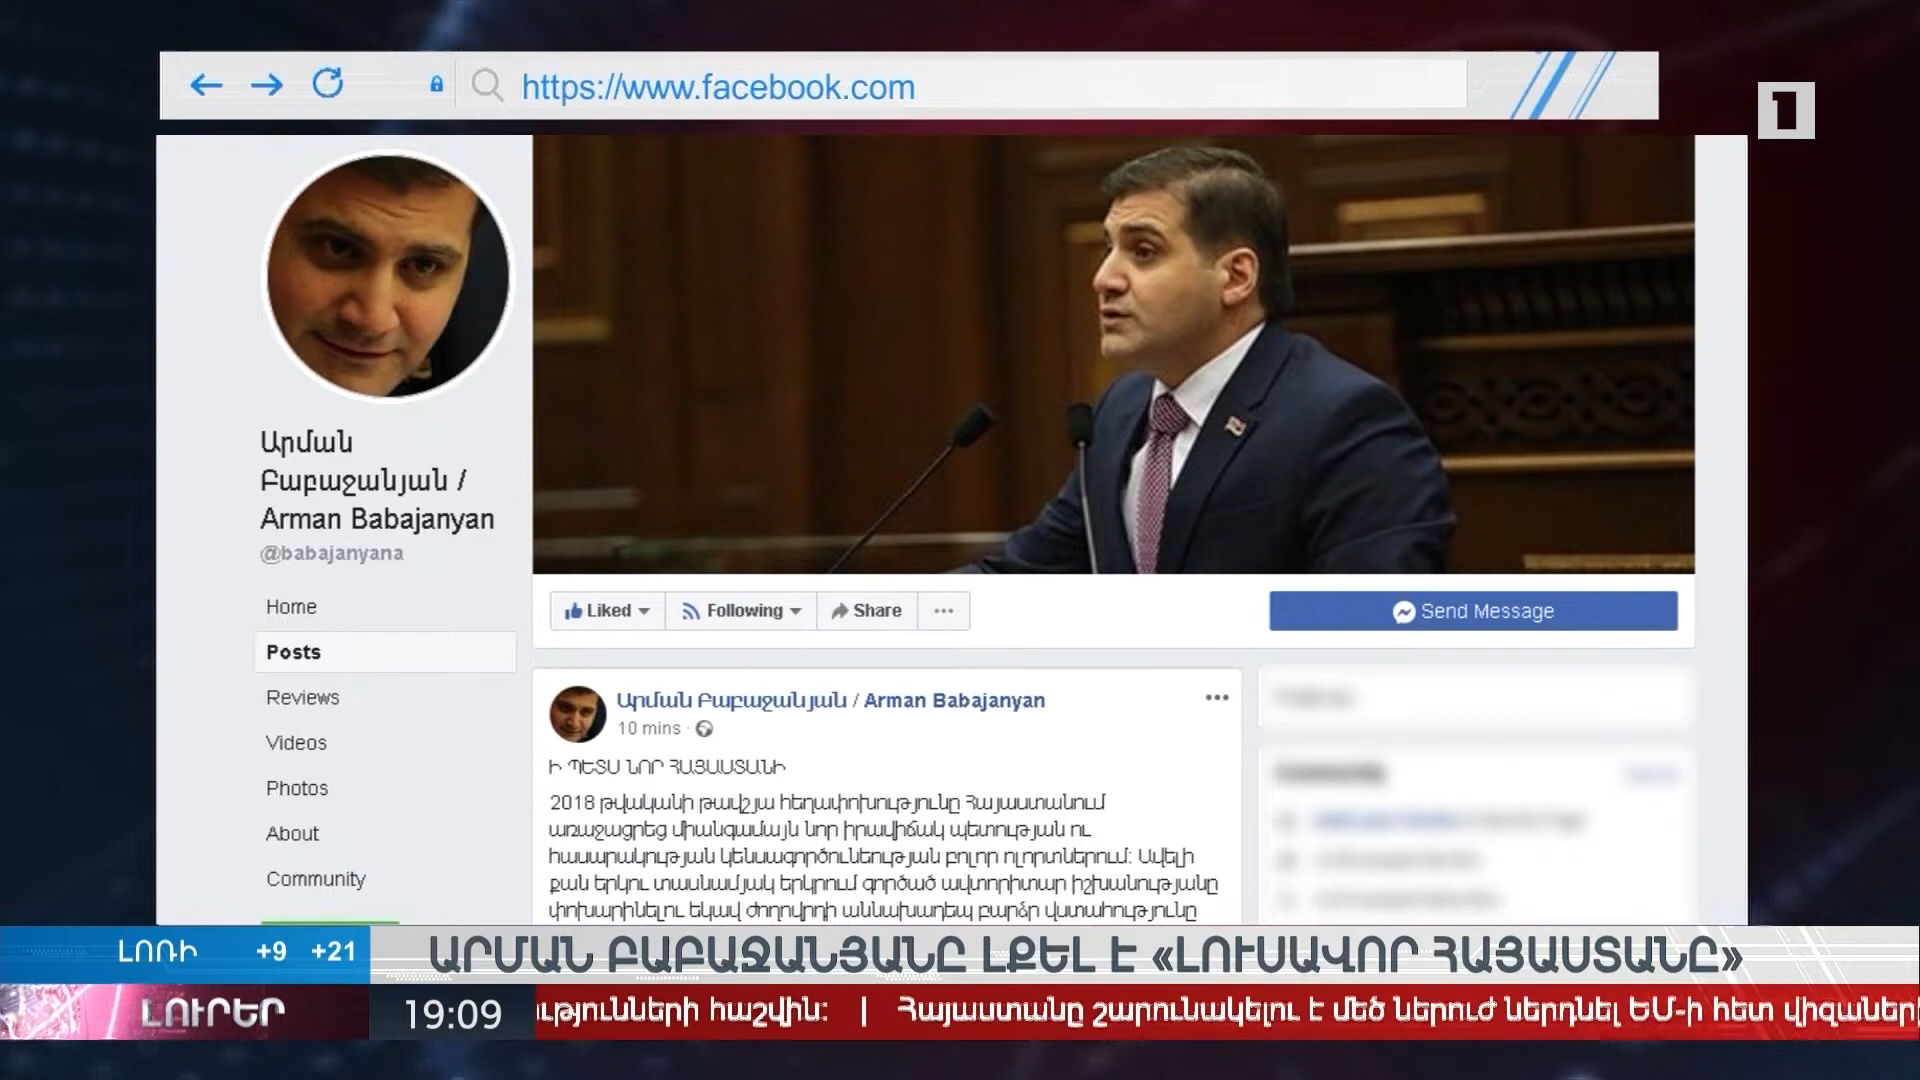 https://www.facebook.com
1
Արման
Բաբաջանյան /
Arman Babajanyan
@babajanyana
Home
Posts
Reviews
Videos
Photos
About
Community
Liked
Following
Share
Send Message
Արման Բաբաջանյան / Arman Babajanyan
10 mins ·
Ի ՊԵՏՍ ՆՈՐ ՀԱՅԱՍՏԱՆԻ
2018 թվականի թավշյա հեղափոխությունը Հայաստանում
առաջացրեց միանգամայն նոր իրավիճակ պետության ու
հասարակության կենսագործունեության բոլոր ոլորտներում: Ավելի
քան երկու տասնամյակ երկրում գործած ավտորիտար իշխանությանը
փոխարինելու եկավ ժողովրդի աննախադեպ բարձր վստահությունը
ԼՈՌԻ +9 +21
ԱՐՄԱՆ ԲԱԲԱՋԱՆՅԱՆԸ ԼՔԵԼ Է «ԼՈՒՍԱՎՈՐ ՀԱՅԱՍՏԱՆԸ»
ԼՈՒՐԵՐ
19:09
ությունների հաշվին: | Հայաստանը շարունակելու է մեծ ներուժ ներդնել ԵՄ-ի հետ վիզաների